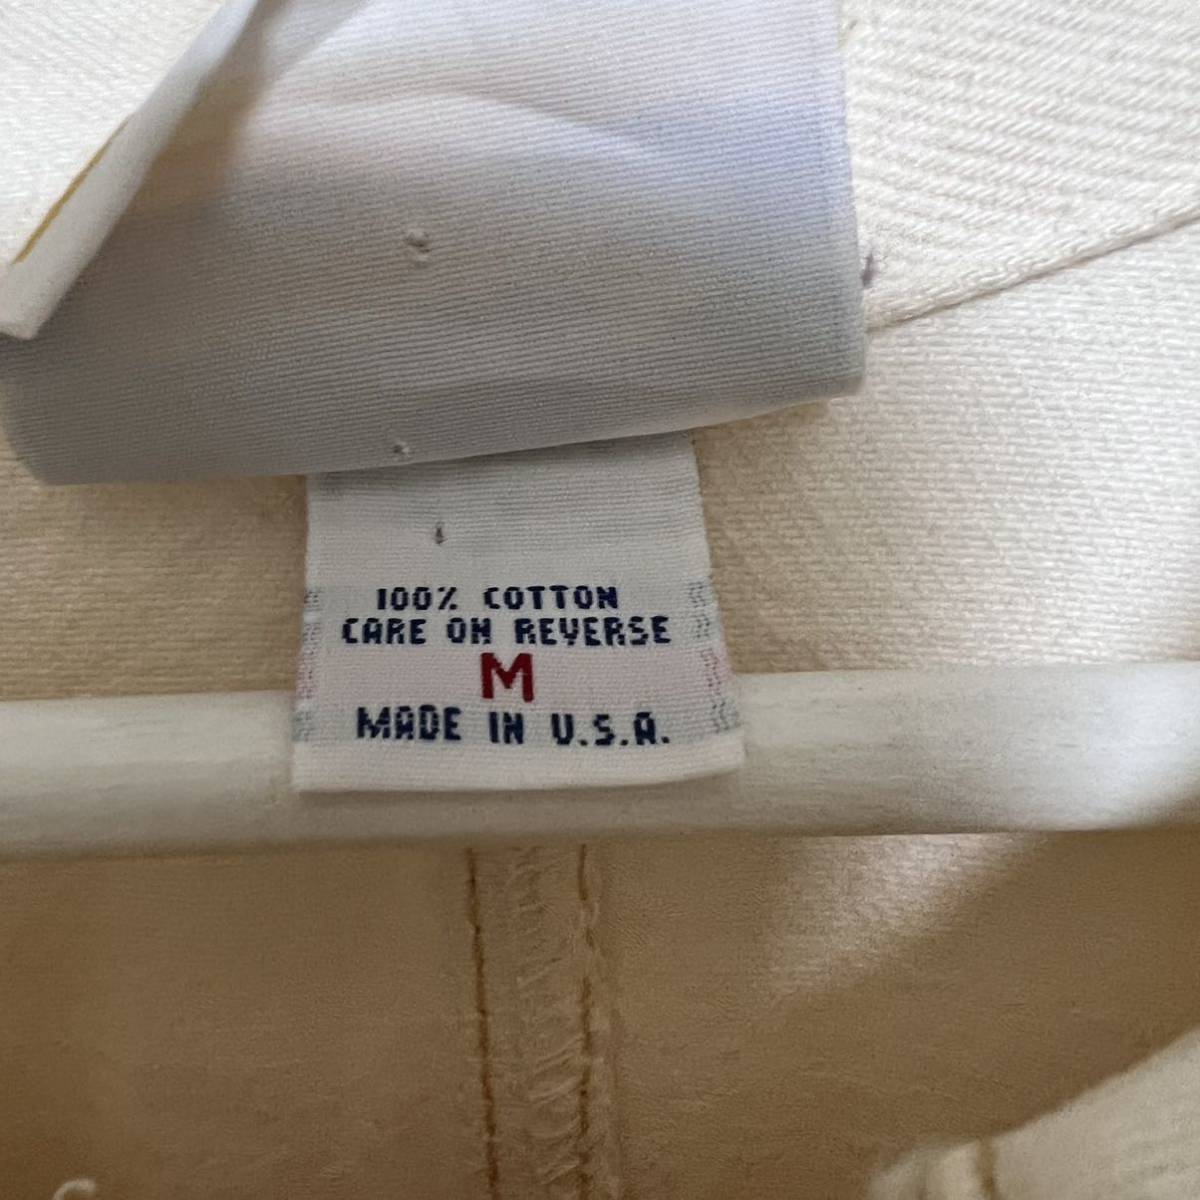 100% COTTON
CARE ON REVERSE
M
MADE IN U.S.A.